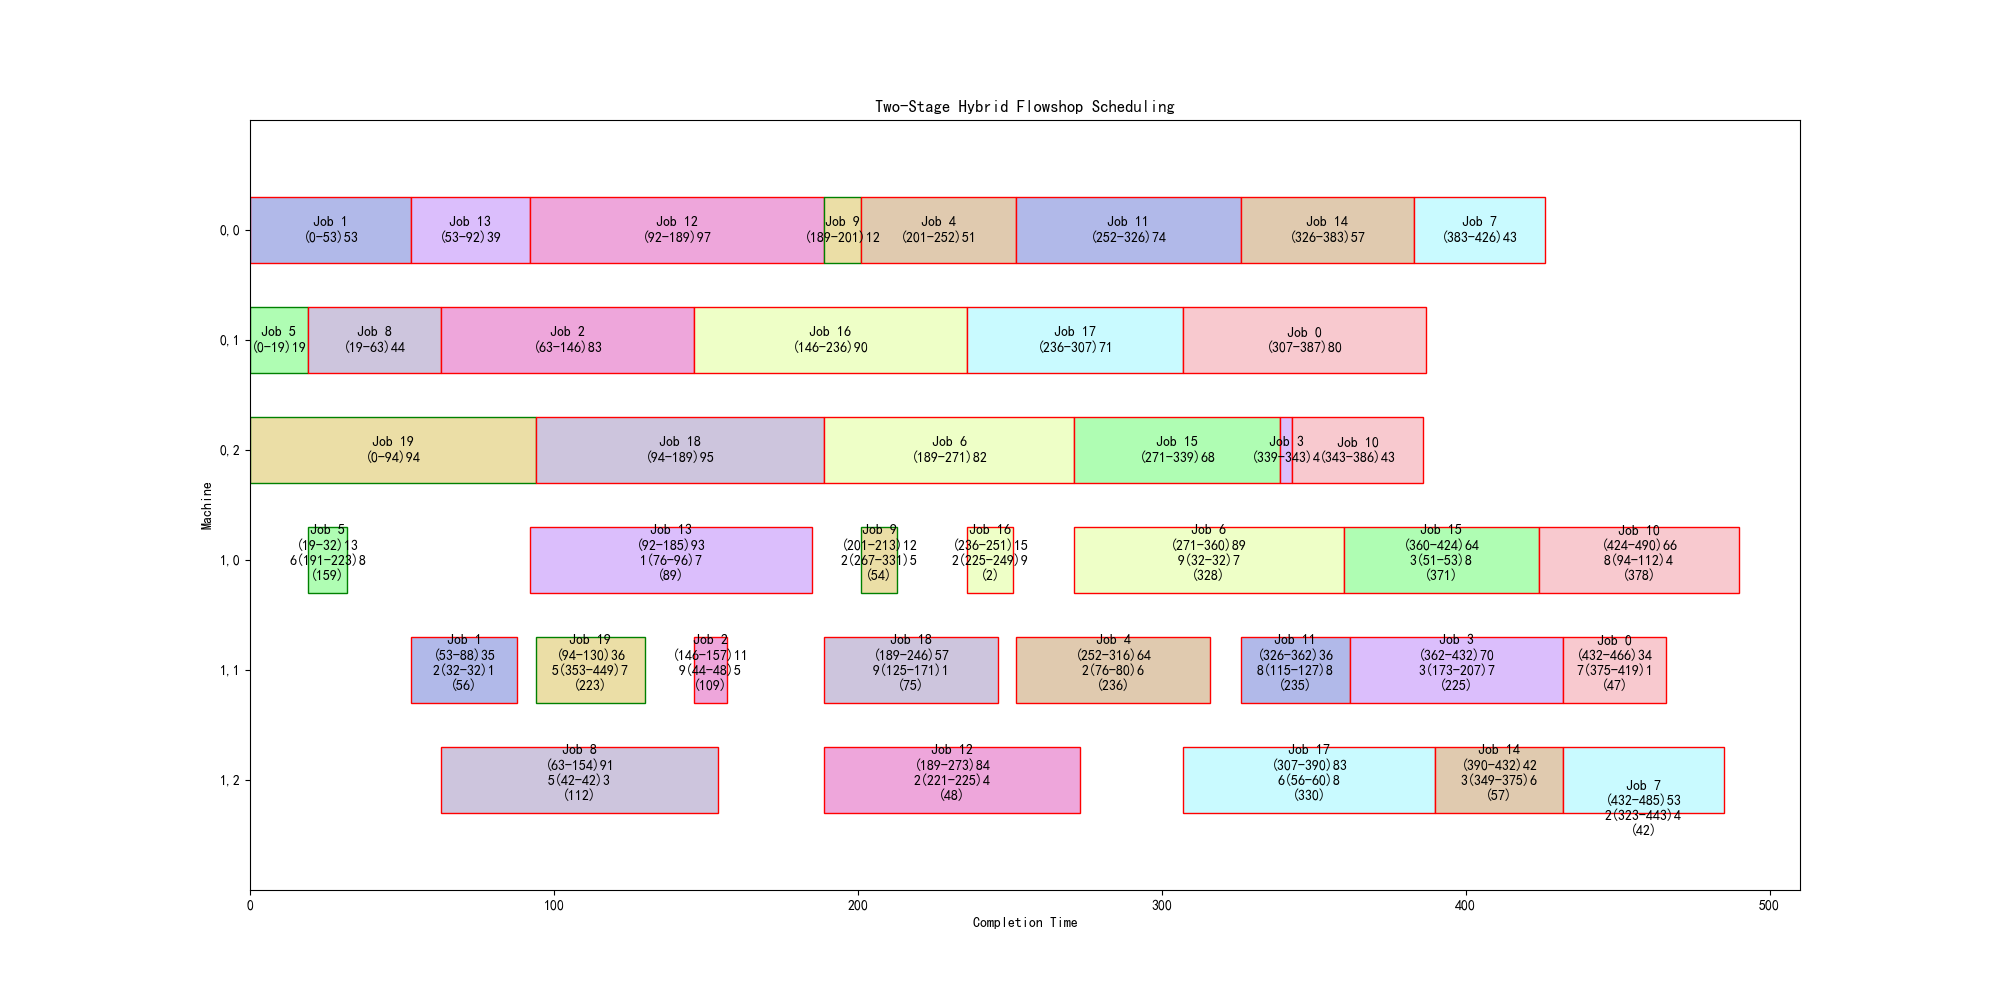 Two-Stage Hybrid Flowshop Scheduling
Machine
0,0
Job 1
(0-53)53
Job 13
(53-92)39
Job 12
(92-189)97
Job 9
(189-201)12
Job 4
(201-252)51
Job 11
(252-326)74
Job 14
(326-383)57
Job 7
(383-426)43
0,1
Job 5
(0-19)19
Job 8
(19-63)44
Job 2
(63-146)83
Job 16
(146-236)90
Job 17
(236-307)71
Job 0
(307-387)80
0,2
Job 19
(0-94)94
Job 18
(94-189)95
Job 6
(189-271)82
Job 15
(271-339)68
Job 3
(339-343)4
Job 10
(343-386)43
1,0
Job 5
(19-32)13
6(191-223)8
(159)
Job 13
(92-185)93
1(76-96)7
(89)
Job 9
(201-213)12
2(267-331)5
(54)
Job 16
(236-251)15
2(225-249)9
(2)
Job 6
(271-360)89
9(32-32)7
(328)
Job 15
(360-424)64
3(51-53)8
(371)
Job 10
(424-490)66
8(94-112)4
(378)
1,1
Job 1
(53-88)35
2(32-32)1
(56)
Job 19
(94-130)36
5(353-449)7
(223)
Job 2
(146-157)11
9(44-48)5
(109)
Job 18
(189-246)57
9(125-171)1
(75)
Job 4
(252-316)64
2(76-80)6
(236)
Job 11
(326-362)36
8(115-127)8
(235)
Job 3
(362-432)70
3(173-207)7
(225)
Job 0
(432-466)34
7(375-419)1
(47)
1,2
Job 8
(63-154)91
5(42-42)3
(112)
Job 12
(189-273)84
2(221-225)4
(48)
Job 17
(307-390)83
6(56-60)8
(330)
Job 14
(390-432)42
3(349-375)6
(57)
Job 7
(432-485)53
2(323-443)4
(42)
0
100
200
300
400
500
Completion Time